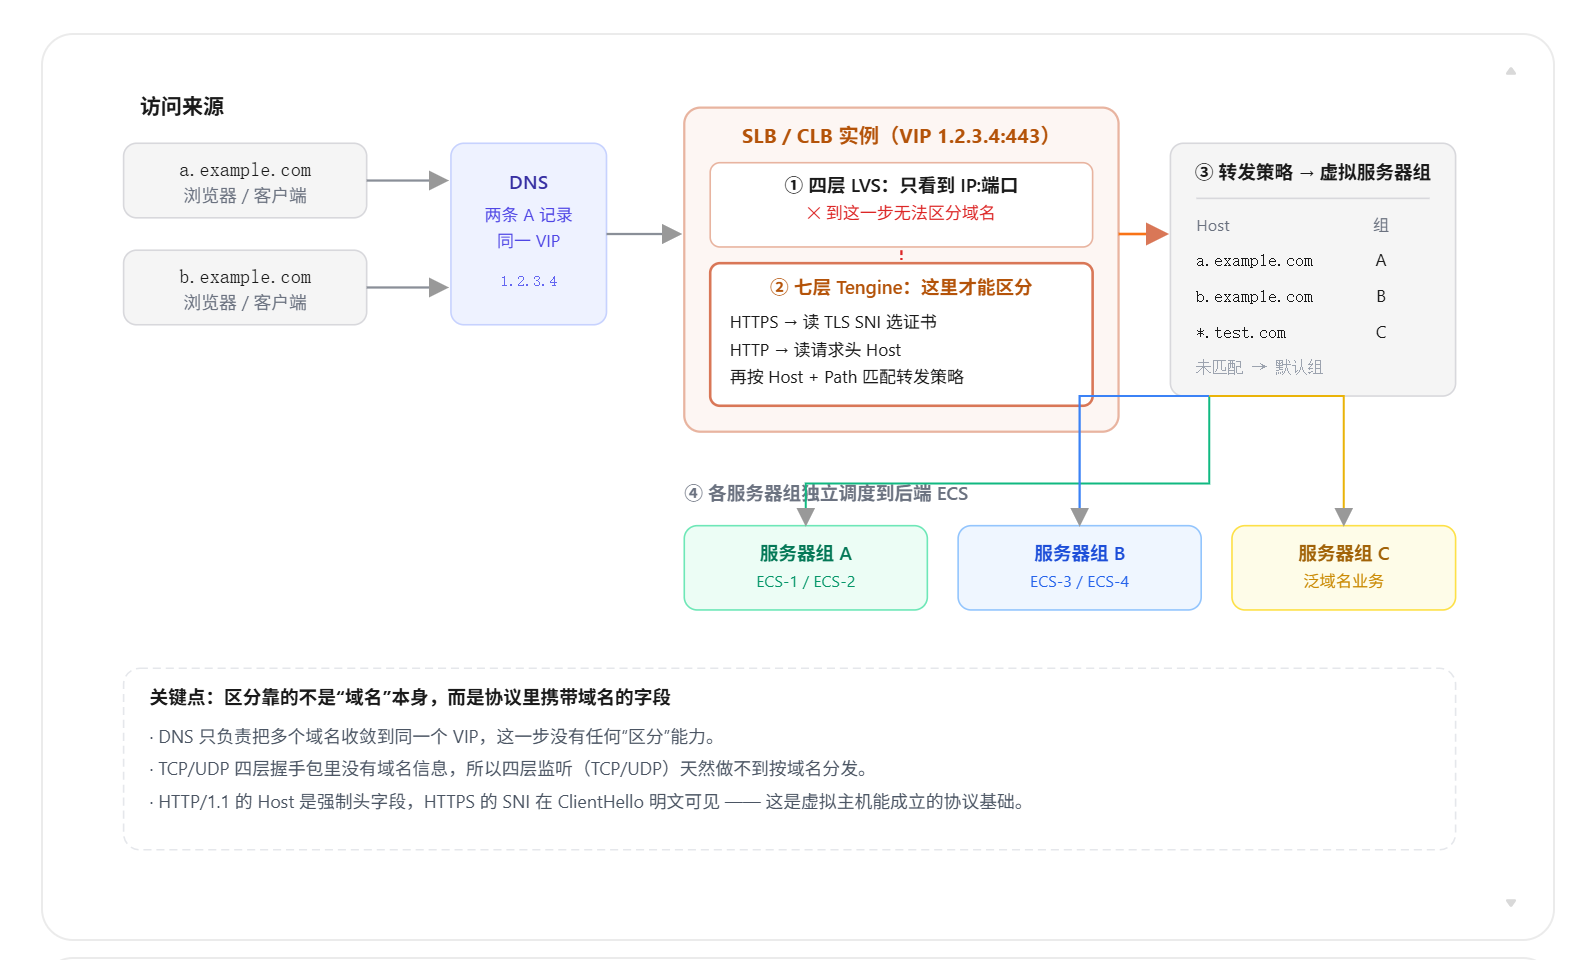 访问来源
a.example.com
浏览器 / 客户端
b.example.com
浏览器 / 客户端
DNS
两条 A 记录
同一 VIP
1.2.3.4
SLB / CLB 实例（VIP 1.2.3.4:443）
① 四层 LVS：只看到 IP:端口
✕ 到这一步无法区分域名
② 七层 Tengine：这里才能区分
HTTPS → 读 TLS SNI 选证书
HTTP → 读请求头 Host
再按 Host + Path 匹配转发策略
③ 转发策略 → 虚拟服务器组
Host 组
a.example.com A
b.example.com B
*.test.com C
未匹配 → 默认组
④ 各服务器组独立调度到后端 ECS
服务器组 A
ECS-1 / ECS-2
服务器组 B
ECS-3 / ECS-4
服务器组 C
泛域名业务
关键点：区分靠的不是“域名”本身，而是协议里携带域名的字段
· DNS 只负责把多个域名收敛到同一个 VIP，这一步没有任何“区分”能力。
· TCP/UDP 四层握手包里没有域名信息，所以四层监听（TCP/UDP）天然做不到按域名分发。
· HTTP/1.1 的 Host 是强制头字段，HTTPS 的 SNI 在 ClientHello 明文可见 —— 这是虚拟主机能成立的协议基础。